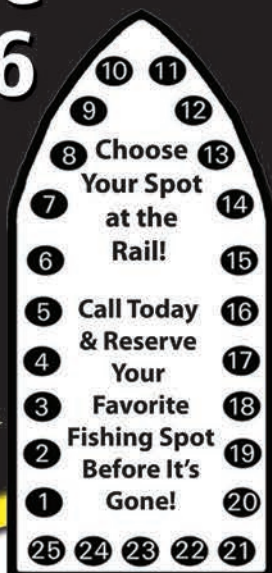 6
10 11
9 12
8 Choose 13
Your Spot
7 at the 14
Rail!
6 15
5 Call Today 16
& Reserve
4 Your 17
3 Favorite 18
2 Fishing Spot 19
Before It's
1 Gone! 20
25 24 23 22 21